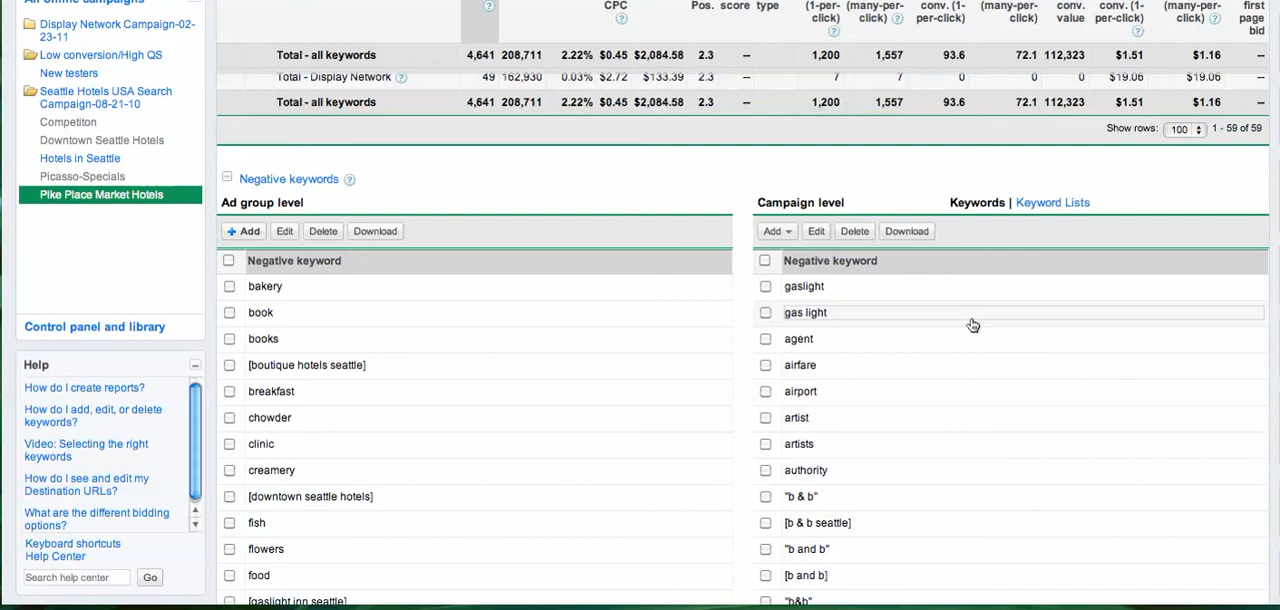 All online campaigns
Display Network Campaign-02-
23-11
Low conversion/High QS
New testers
Seattle Hotels USA Search
Campaign-08-21-10
Competiton
Downtown Seattle Hotels
Hotels in Seattle
Picasso-Specials
Pike Place Market Hotels
Control panel and library
Help
How do I create reports?
How do I add, edit, or delete
keywords?
Video: Selecting the right
keywords
How do I see and edit my
Destination URLs?
What are the different bidding
options?
Keyboard shortcuts
Help Center
Search help center Go
? CPC ? Pos. score type (1-per-click) ? (many-per-click) ? conv. (1-per-click) (many-per-click) conv. value conv. (1-per-click) ? (many-per-click) ? first page bid
Total - all keywords 4,641 208,711 2.22% $0.45 $2,084.58 2.3 -- 1,200 1,557 93.6 72.1 112,323 $1.51 $1.16 --
Total - Display Network ? 49 162,930 0.03% $2.72 $133.39 2.3 -- 7 7 0 0 0 $19.06 $19.06 --
Total - all keywords 4,641 208,711 2.22% $0.45 $2,084.58 2.3 -- 1,200 1,557 93.6 72.1 112,323 $1.51 $1.16 --
Show rows: 100 1 - 59 of 59
Negative keywords ?
Ad group level
+ Add Edit Delete Download
Negative keyword
bakery
book
books
[boutique hotels seattle]
breakfast
chowder
clinic
creamery
[downtown seattle hotels]
fish
flowers
food
[gaslight inn seattle]
Campaign level Keywords | Keyword Lists
Add Edit Delete Download
Negative keyword
gaslight
gas light
agent
airfare
airport
artist
artists
authority
"b & b"
[b & b seattle]
"b and b"
[b and b]
"b&b"